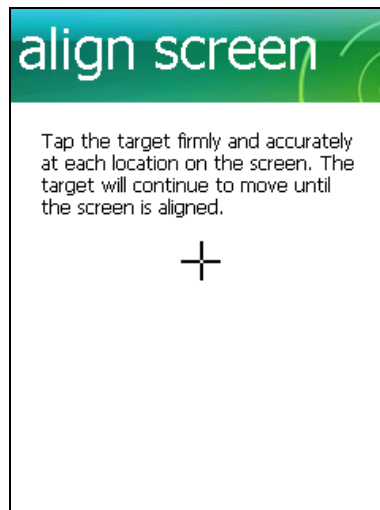 align screen
Tap the target firmly and accurately
at each location on the screen. The
target will continue to move until
the screen is aligned.